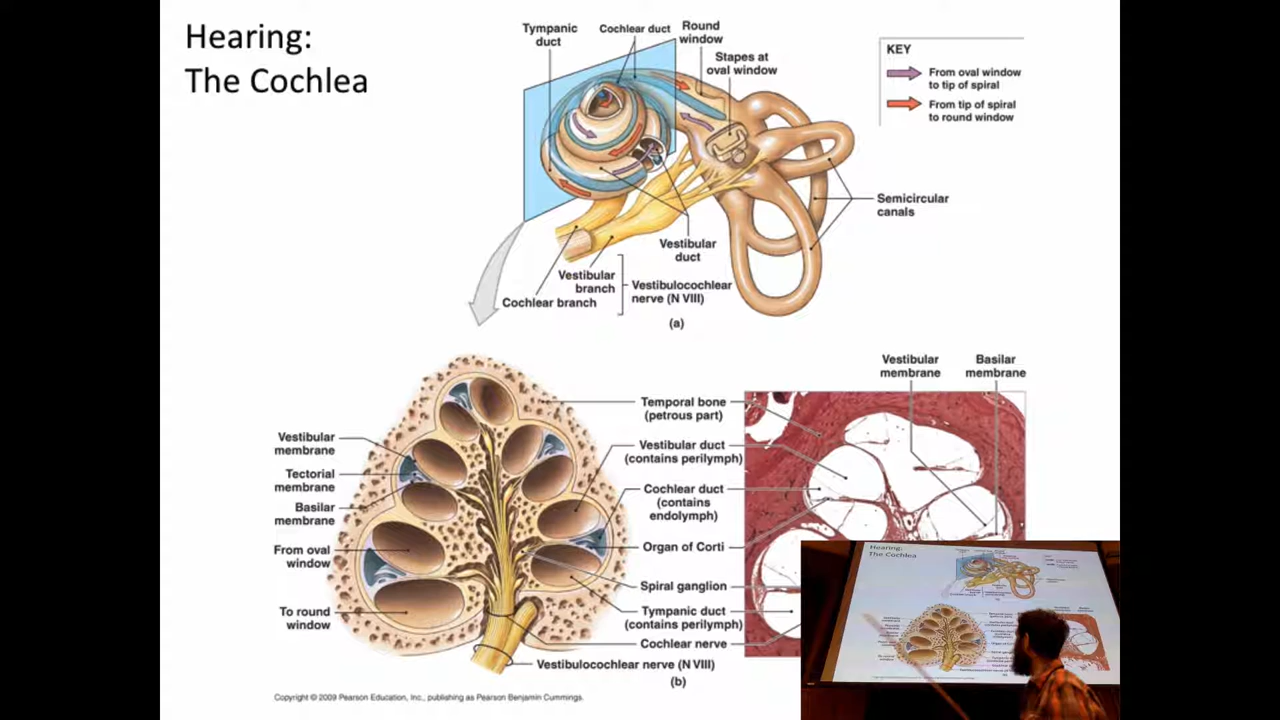 Hearing:
The Cochlea
Tympanic
duct
Cochlear duct
Round
window
Stapes at
oval window
KEY
From oval window
to tip of spiral
From tip of spiral
to round window
Semicircular
canals
Vestibular
duct
Vestibular
branch
Cochlear branch
Vestibulocochlear
nerve (N VIII)
(a)
Vestibular
membrane
Basilar
membrane
Vestibular
membrane
Tectorial
membrane
Basilar
membrane
From oval
window
To round
window
Temporal bone
(petrous part)
Vestibular duct
(contains perilymph)
Cochlear duct
(contains
endolymph)
Organ of Corti
Spiral ganglion
Tympanic duct
(contains perilymph)
Cochlear nerve
Vestibulocochlear nerve (N VIII)
(b)
Copyright © 2009 Pearson Education, Inc., publishing as Pearson Benjamin Cummings.
Hearing:
The Cochlea